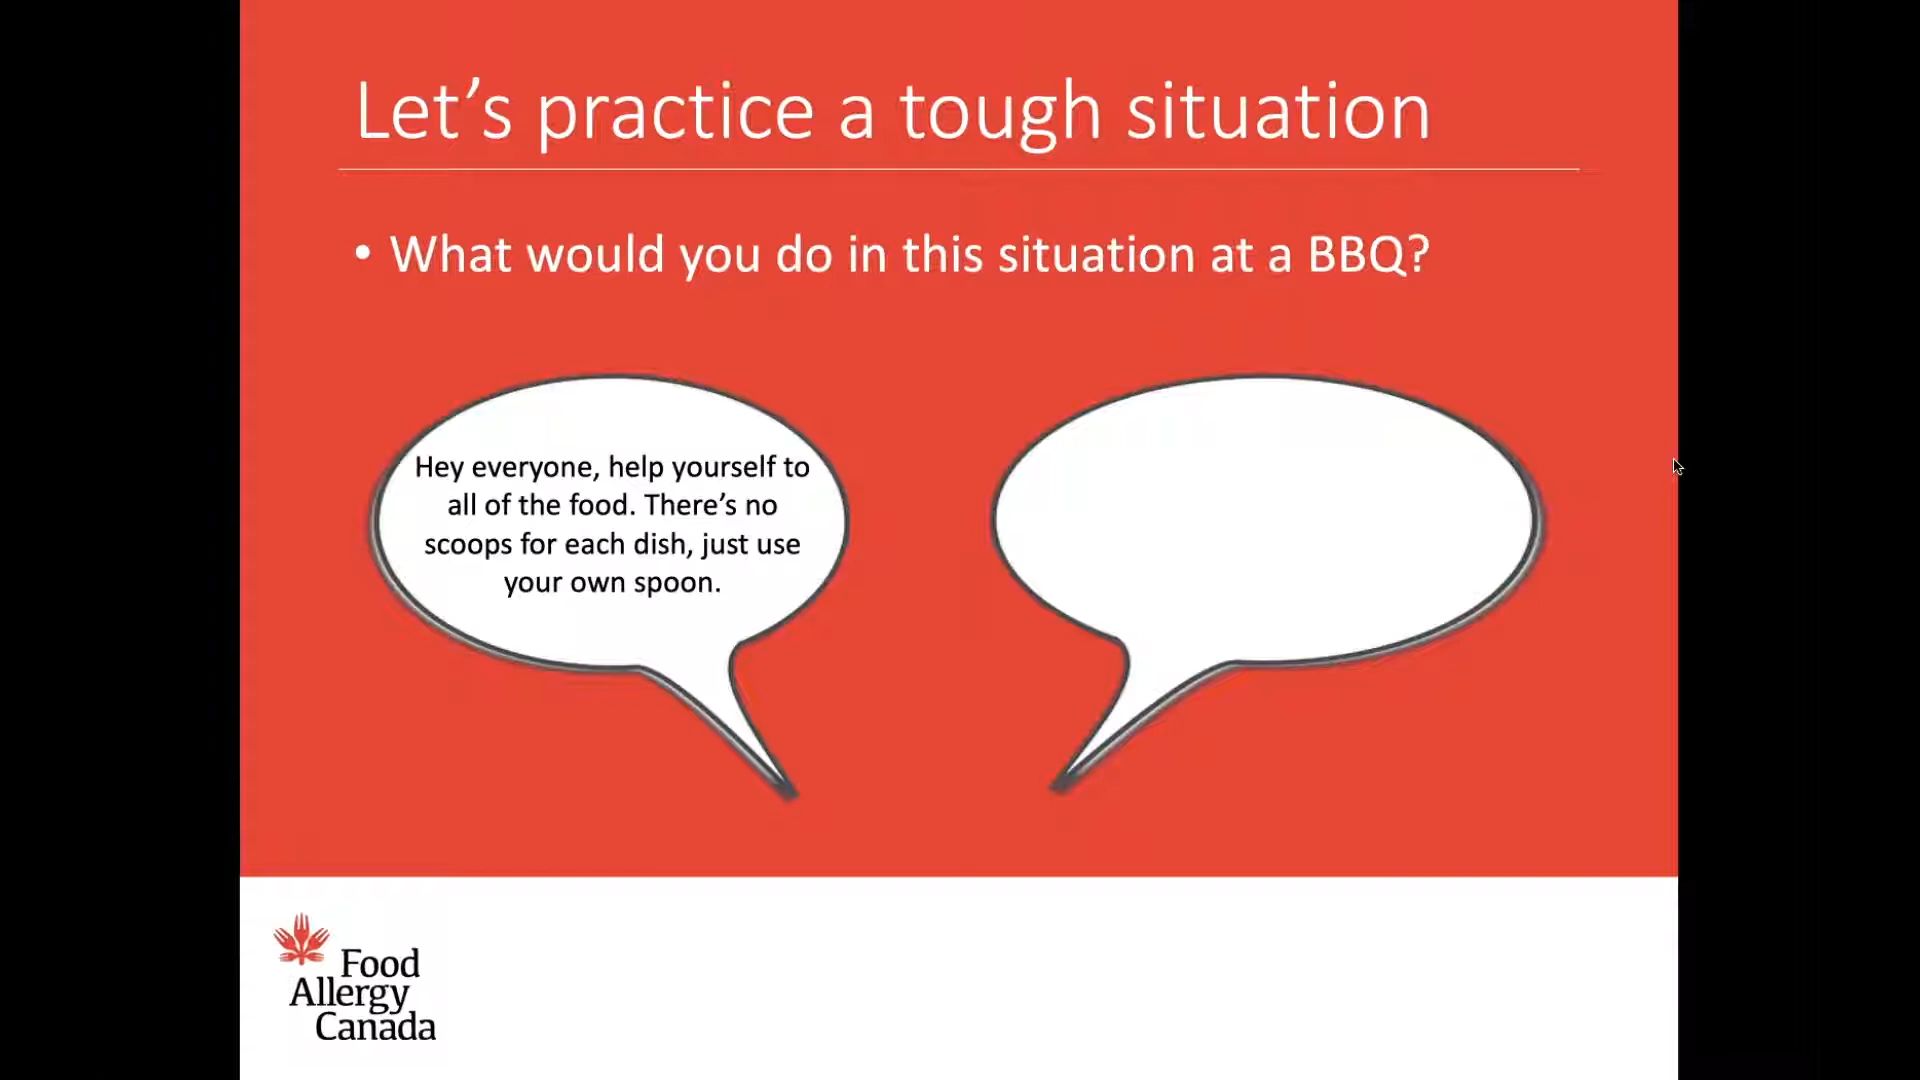 Let’s practice a tough situation
• What would you do in this situation at a BBQ?
Hey everyone, help yourself to
all of the food. There’s no
scoops for each dish, just use
your own spoon.
Food
Allergy
Canada